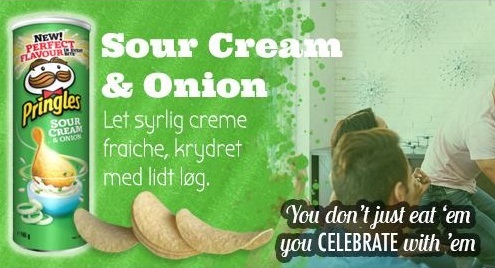 NEW!
PERFECT
FLAVOUR
Pringles
SOUR
CREAM
& ONION
Sour Cream
& Onion
Let syrlig creme
fraiche, krydret
med lidt løg.
You don't just eat 'em
you CELEBRATE with 'em